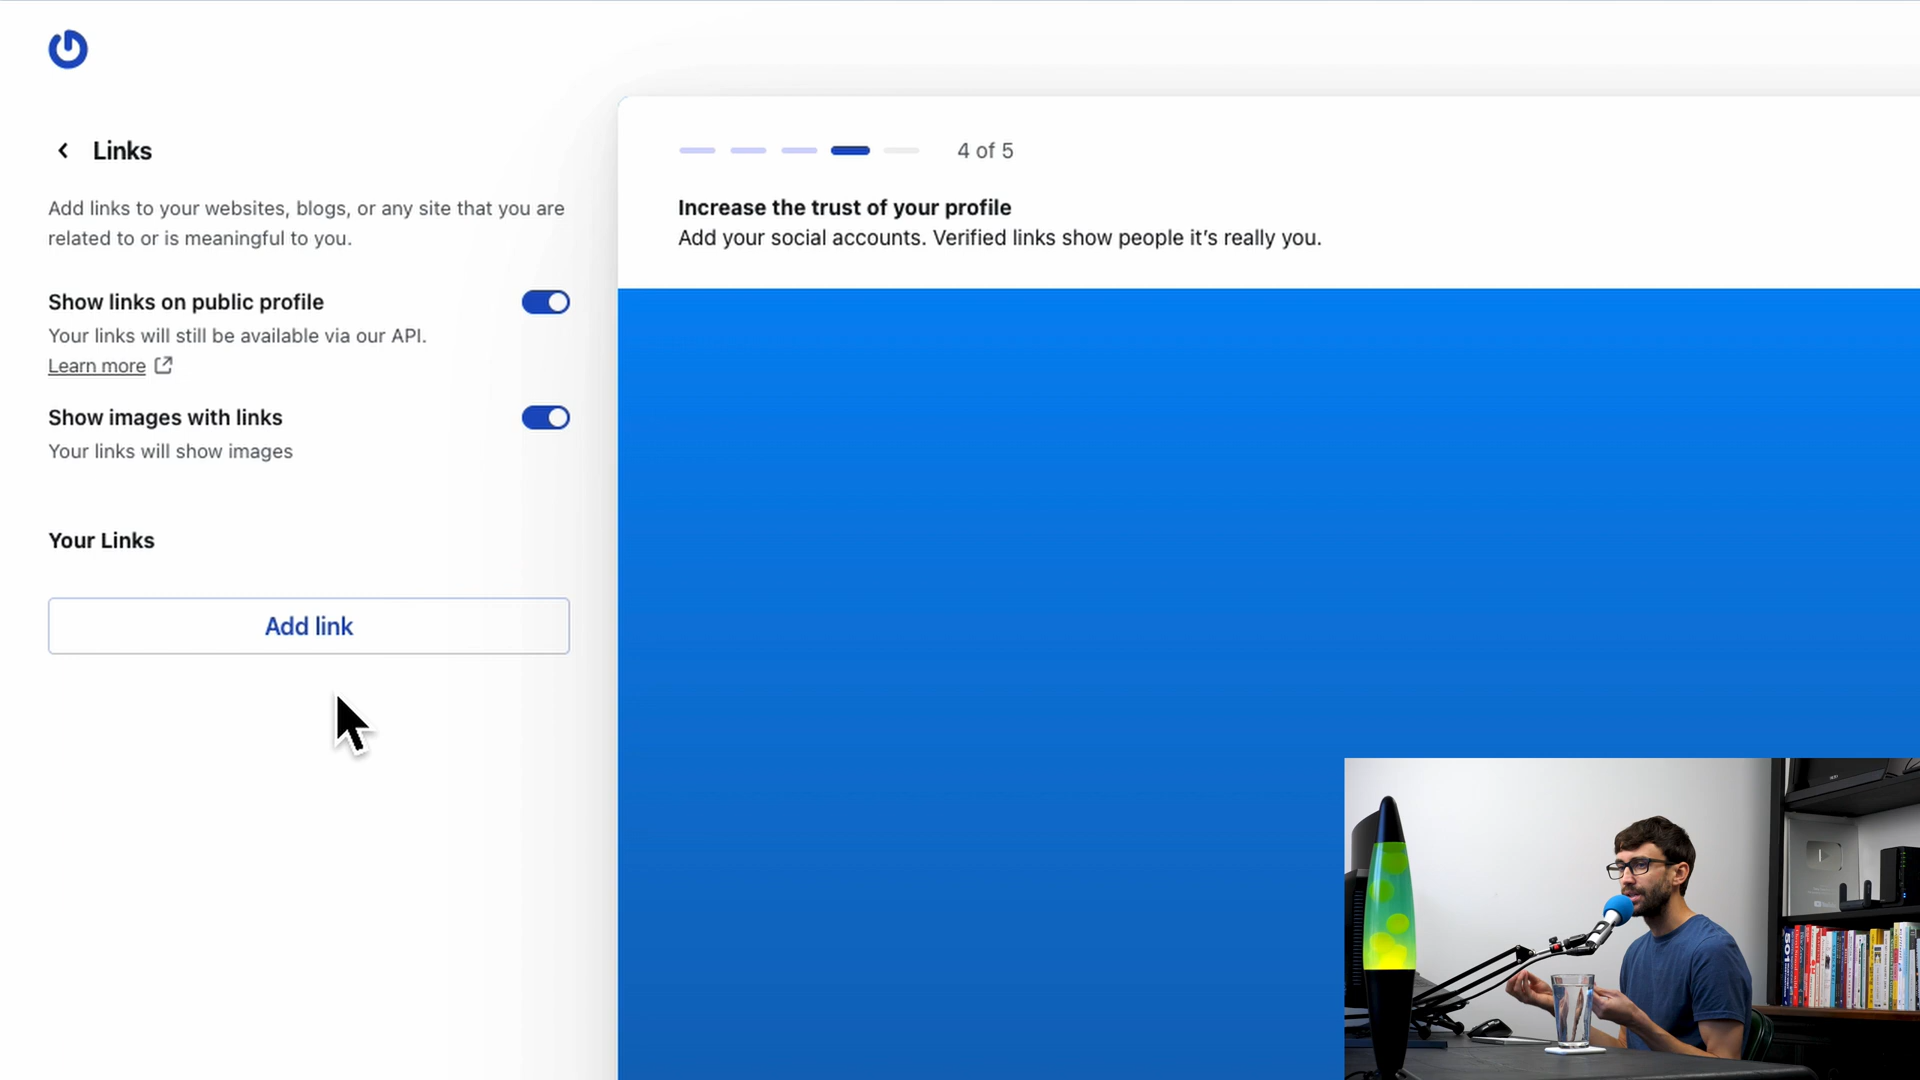 Links
Add links to your websites, blogs, or any site that you are
related to or is meaningful to you.
Show links on public profile
Your links will still be available via our API.
Learn more
Show images with links
Your links will show images
Your Links
Add link
4 of 5
Increase the trust of your profile
Add your social accounts. Verified links show people it's really you.
501